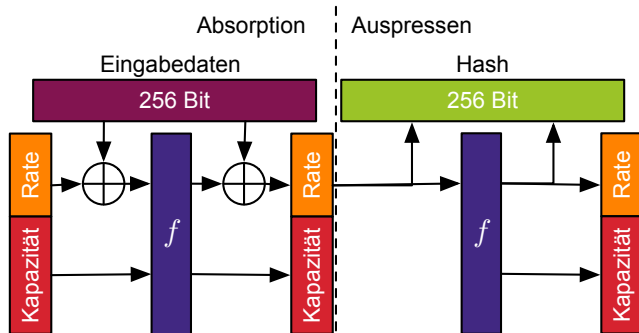 Absorption
Auspressen
Eingabedaten
Hash
256 Bit
256 Bit
Rate
Kapazität
f
Rate
Kapazität
f
Rate
Kapazität